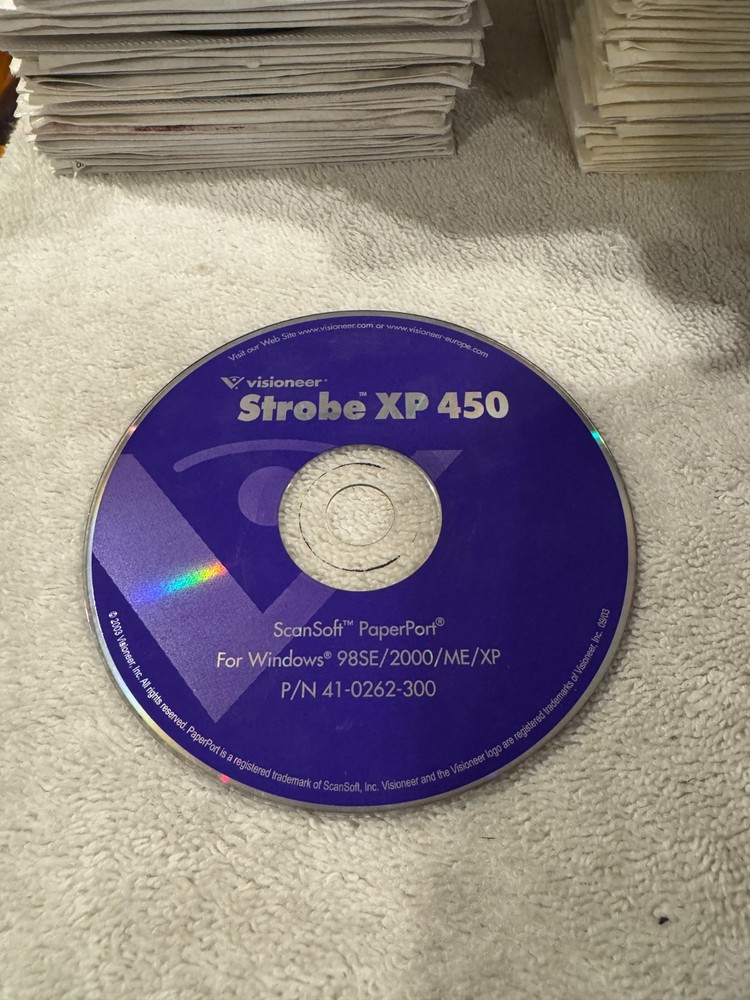 Visit our Web Site www.visioneer.com or www.visioneer-europe.com
visioneer®
Strobe™ XP 450
ScanSoft™ PaperPort®
For Windows® 98SE/2000/ME/XP
P/N 41-0262-300
© 2003 Visioneer, Inc. All rights reserved. PaperPort is a registered trademark of ScanSoft, Inc. Visioneer and the Visioneer logo are registered trademarks of Visioneer, Inc. 09/03